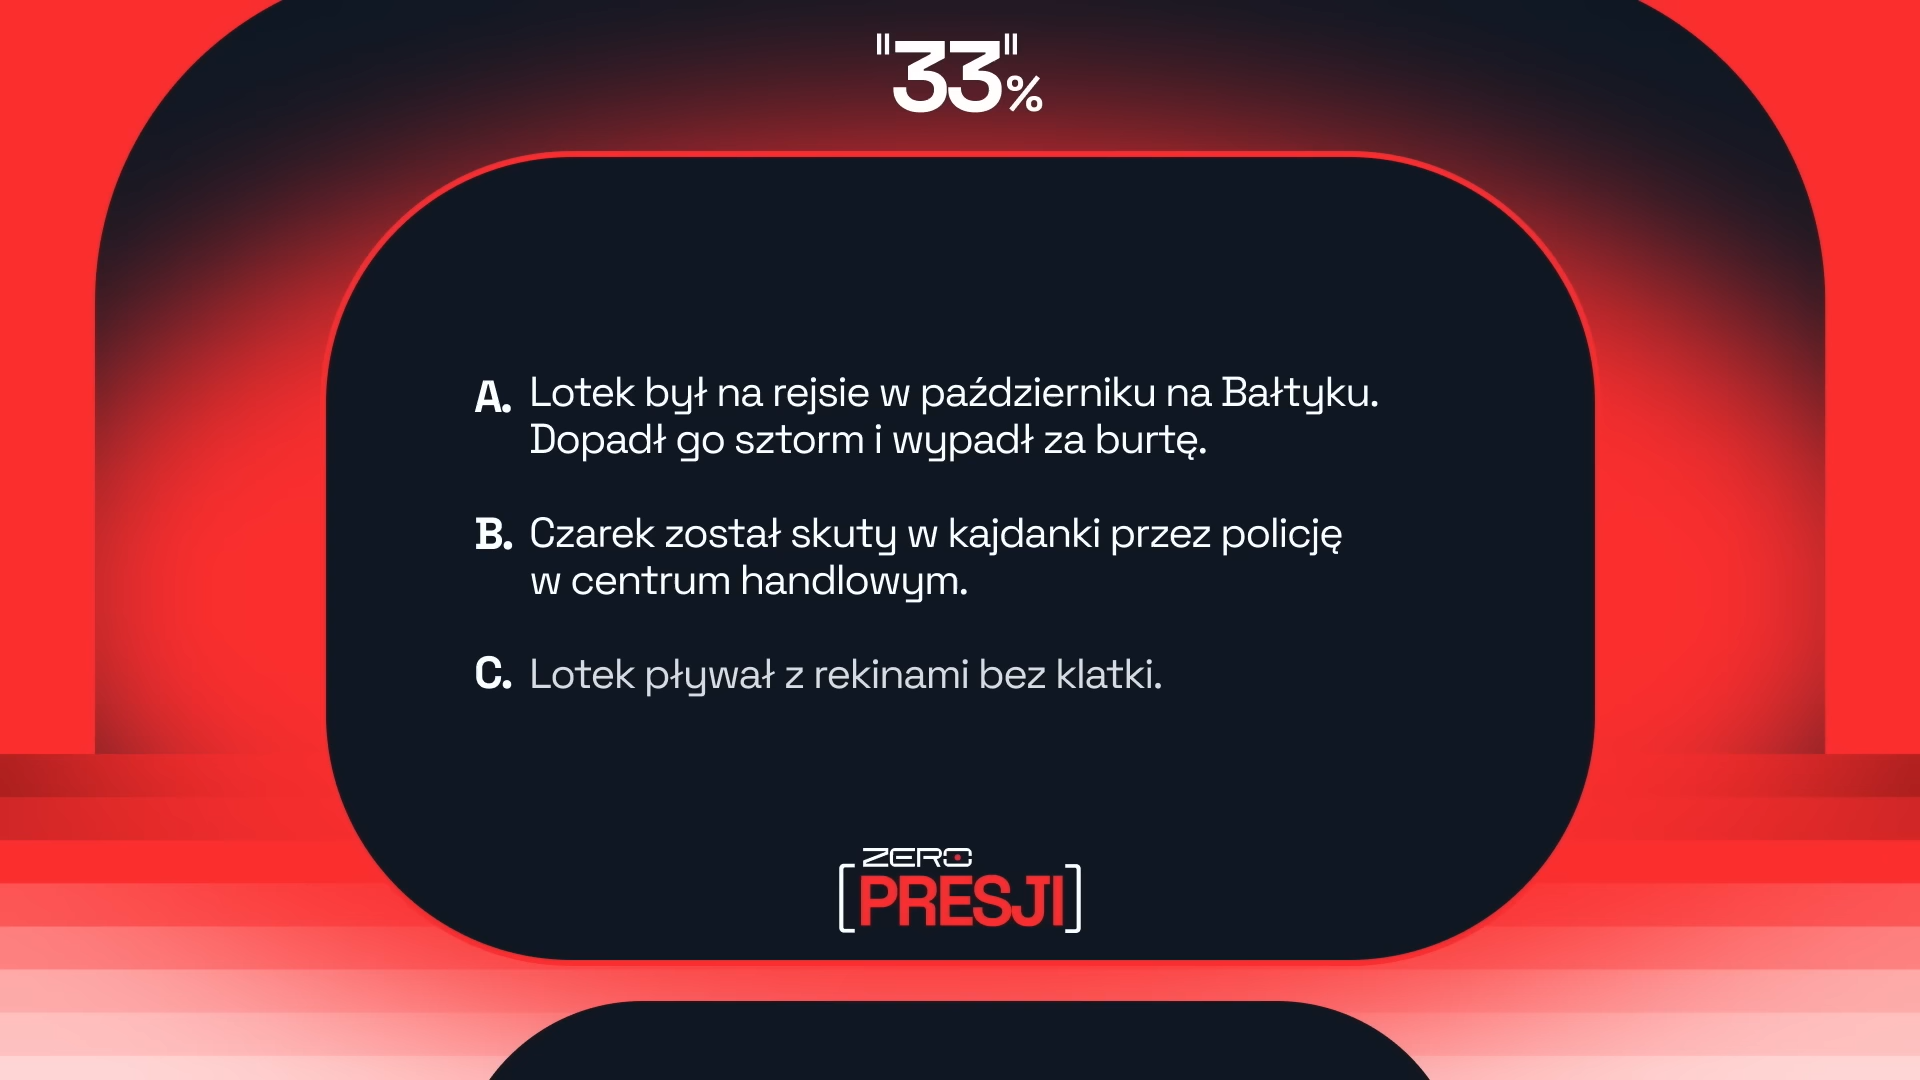 "33"%
A. Lotek był na rejsie w październiku na Bałtyku.
Dopadł go sztorm i wypadł za burtę.
B. Czarek został skuty w kajdanki przez policję
w centrum handlowym.
C. Lotek pływał z rekinami bez klatki.
ZERO
[PRESJI]